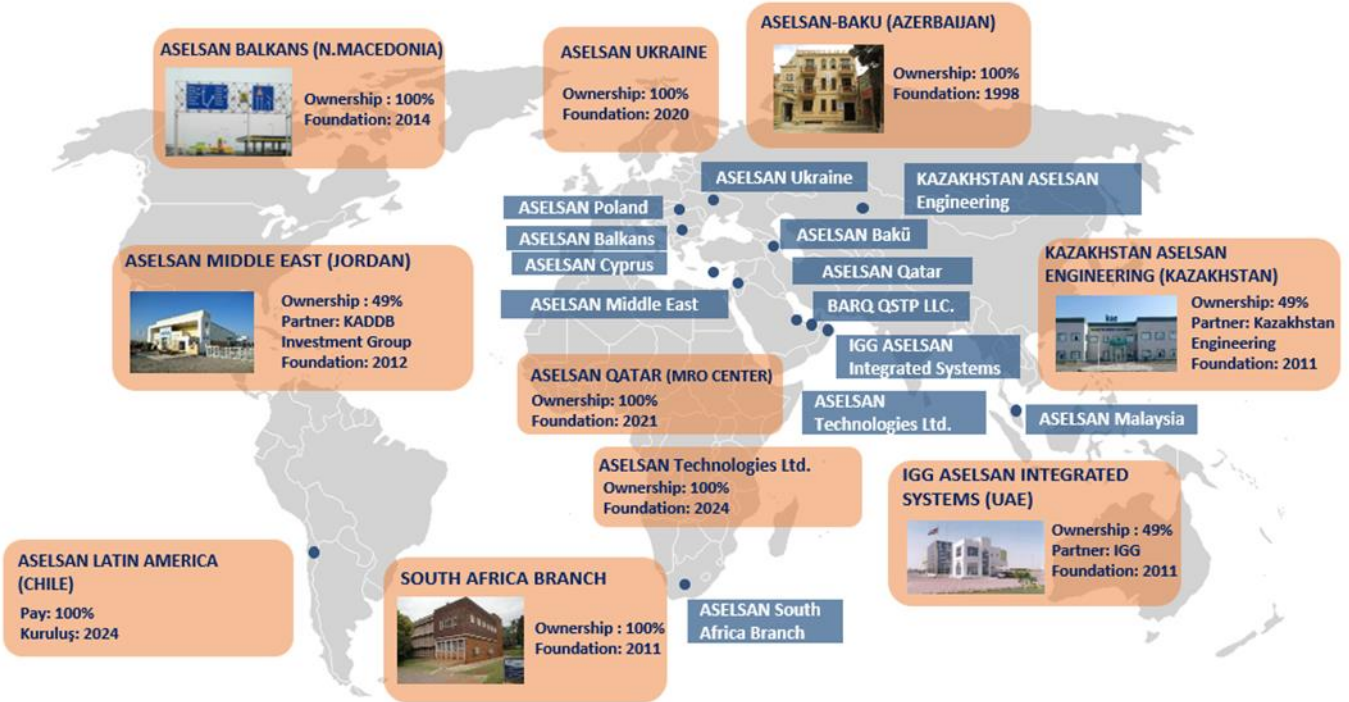 ASELSAN BALKANS (N.MACEDONIA)
Ownership : 100%
Foundation: 2014
ASELSAN UKRAINE
Ownership: 100%
Foundation: 2020
ASELSAN-BAKU (AZERBAIJAN)
Ownership: 100%
Foundation: 1998
ASELSAN Ukraine
KAZAKHSTAN ASELSAN
Engineering
ASELSAN Poland
ASELSAN Balkans
ASELSAN Bakü
ASELSAN Cyprus
ASELSAN Qatar
ASELSAN Middle East
BARQ QSTP LLC.
IGG ASELSAN
Integrated Systems
ASELSAN
Technologies Ltd.
ASELSAN Malaysia
ASELSAN MIDDLE EAST (JORDAN)
Ownership : 49%
Partner: KADDB
Investment Group
Foundation: 2012
KAZAKHSTAN ASELSAN
ENGINEERING (KAZAKHSTAN)
kae
Ownership: 49%
Partner: Kazakhstan
Engineering
Foundation: 2011
ASELSAN QATAR (MRO CENTER)
Ownership: 100%
Foundation: 2021
ASELSAN Technologies Ltd.
Ownership: 100%
Foundation: 2024
IGG ASELSAN INTEGRATED
SYSTEMS (UAE)
Ownership : 49%
Partner: IGG
Foundation: 2011
ASELSAN LATIN AMERICA
(CHILE)
Pay: 100%
Kuruluş: 2024
SOUTH AFRICA BRANCH
Ownership : 100%
Foundation: 2011
ASELSAN South
Africa Branch